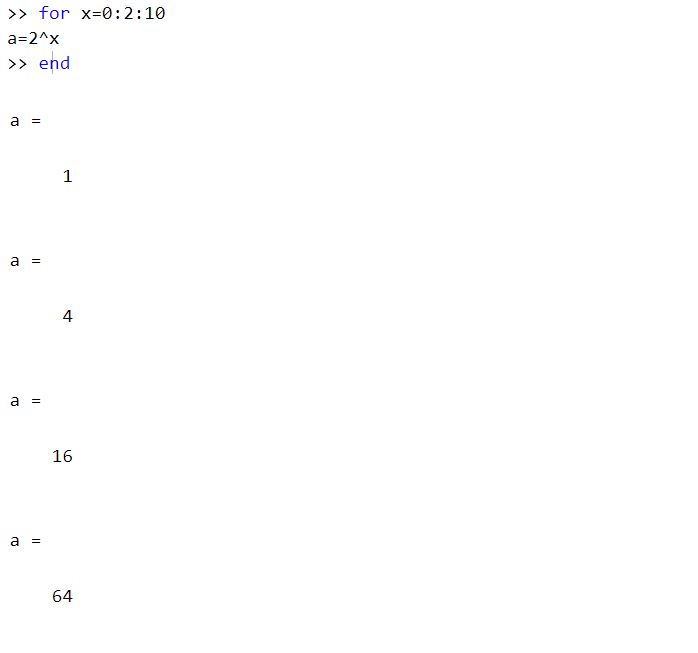 >> for x=0:2:10
a=2^x
>> end
a =
1
a =
4
a =
16
a =
64